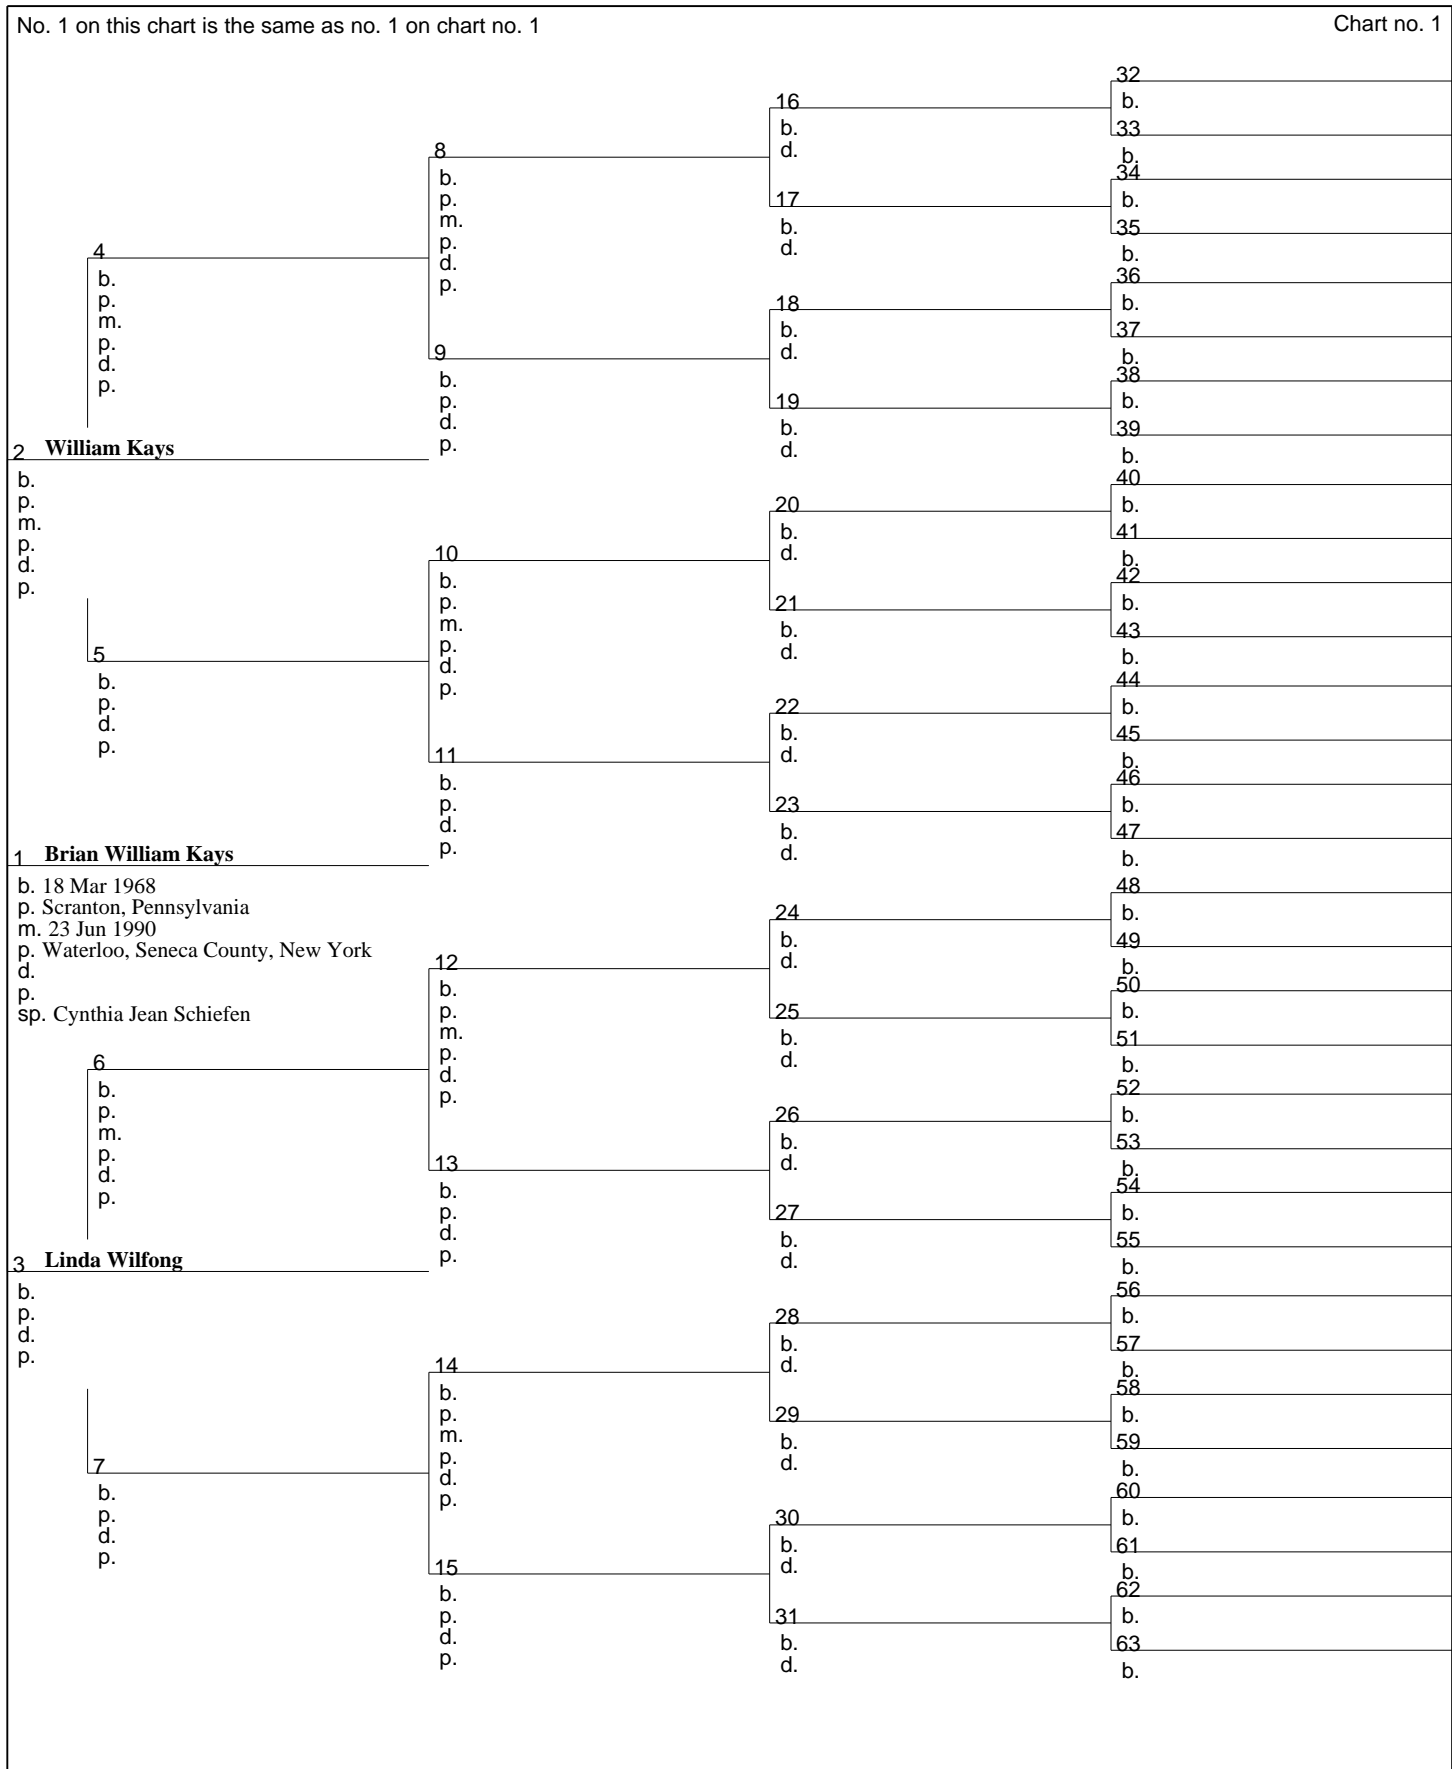 No. 1 on this chart is the same as no. 1 on chart no. 1
Chart no. 1
2 William Kays
b.
p.
m.
p.
d.
p.
1 Brian William Kays
b. 18 Mar 1968
p. Scranton, Pennsylvania
m. 23 Jun 1990
p. Waterloo, Seneca County, New York
d.
p.
sp. Cynthia Jean Schiefen
3 Linda Wilfong
b.
p.
d.
p.
4
b.
p.
m.
p.
d.
p.
5
b.
p.
d.
p.
6
b.
p.
m.
p.
d.
p.
7
b.
p.
d.
p.
8
b.
p.
m.
p.
d.
p.
9
b.
p.
d.
p.
10
b.
p.
m.
p.
d.
p.
11
b.
p.
d.
p.
12
b.
p.
m.
p.
d.
p.
13
b.
p.
d.
p.
14
b.
p.
m.
p.
d.
p.
15
b.
p.
d.
p.
16
b.
d.
17
b.
d.
18
b.
d.
19
b.
d.
20
b.
d.
21
b.
d.
22
b.
d.
23
b.
d.
24
b.
d.
25
b.
d.
26
b.
d.
27
b.
d.
28
b.
d.
29
b.
d.
30
b.
d.
31
b.
d.
32
b.
33
b.
34
b.
35
b.
36
b.
37
b.
38
b.
39
b.
40
b.
41
b.
42
b.
43
b.
44
b.
45
b.
46
b.
47
b.
48
b.
49
b.
50
b.
51
b.
52
b.
53
b.
54
b.
55
b.
56
b.
57
b.
58
b.
59
b.
60
b.
61
b.
62
b.
63
b.